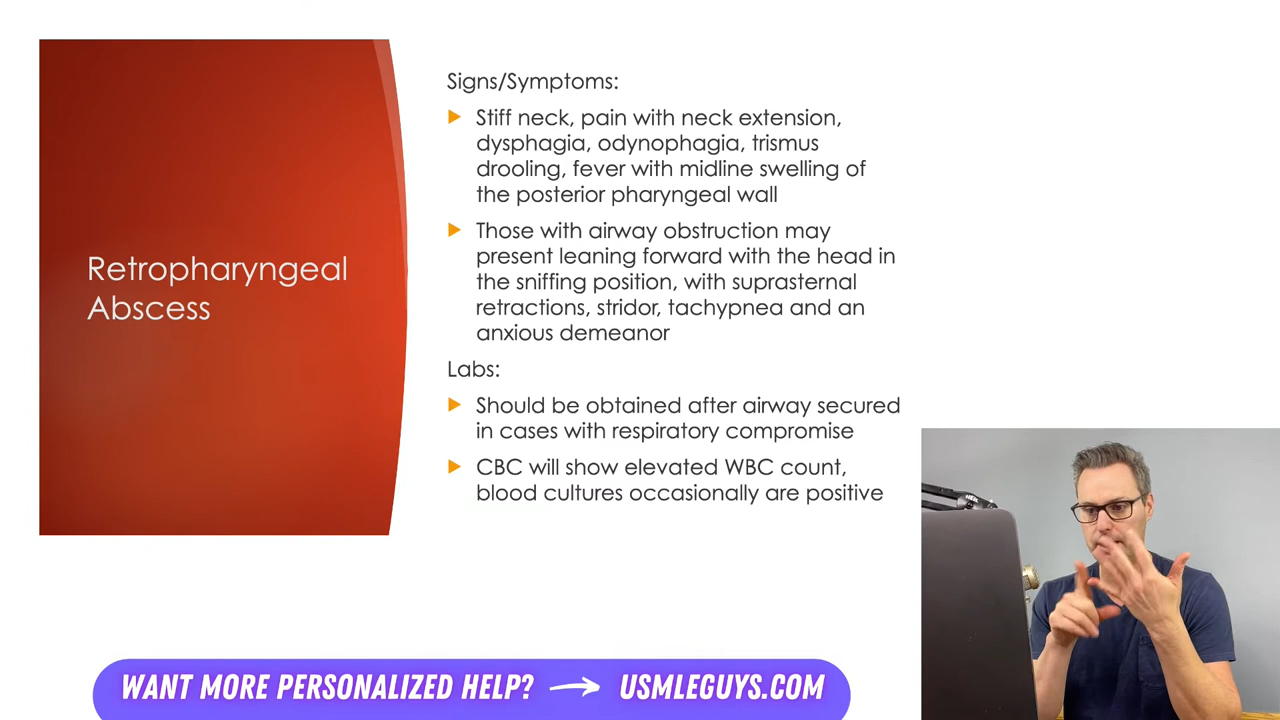 Retropharyngeal
Abscess
Signs/Symptoms:
Stiff neck, pain with neck extension,
dysphagia, odynophagia, trismus
drooling, fever with midline swelling of
the posterior pharyngeal wall
Those with airway obstruction may
present leaning forward with the head in
the sniffing position, with suprasternal
retractions, stridor, tachypnea and an
anxious demeanor
Labs:
Should be obtained after airway secured
in cases with respiratory compromise
CBC will show elevated WBC count,
blood cultures occasionally are positive
WANT MORE PERSONALIZED HELP? → USMLEGUYS.COM